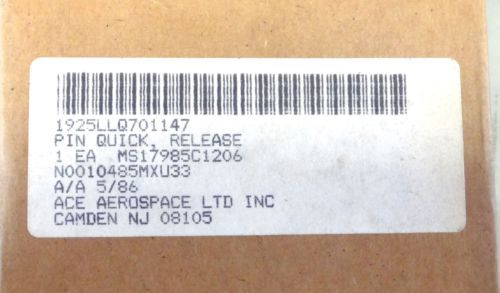 1925LLQ701147
PIN QUICK, RELEASE
1 EA MS17985C1206
N0010485MXU33
A/A 5/86
ACE AEROSPACE LTD INC
CAMDEN NJ 08105